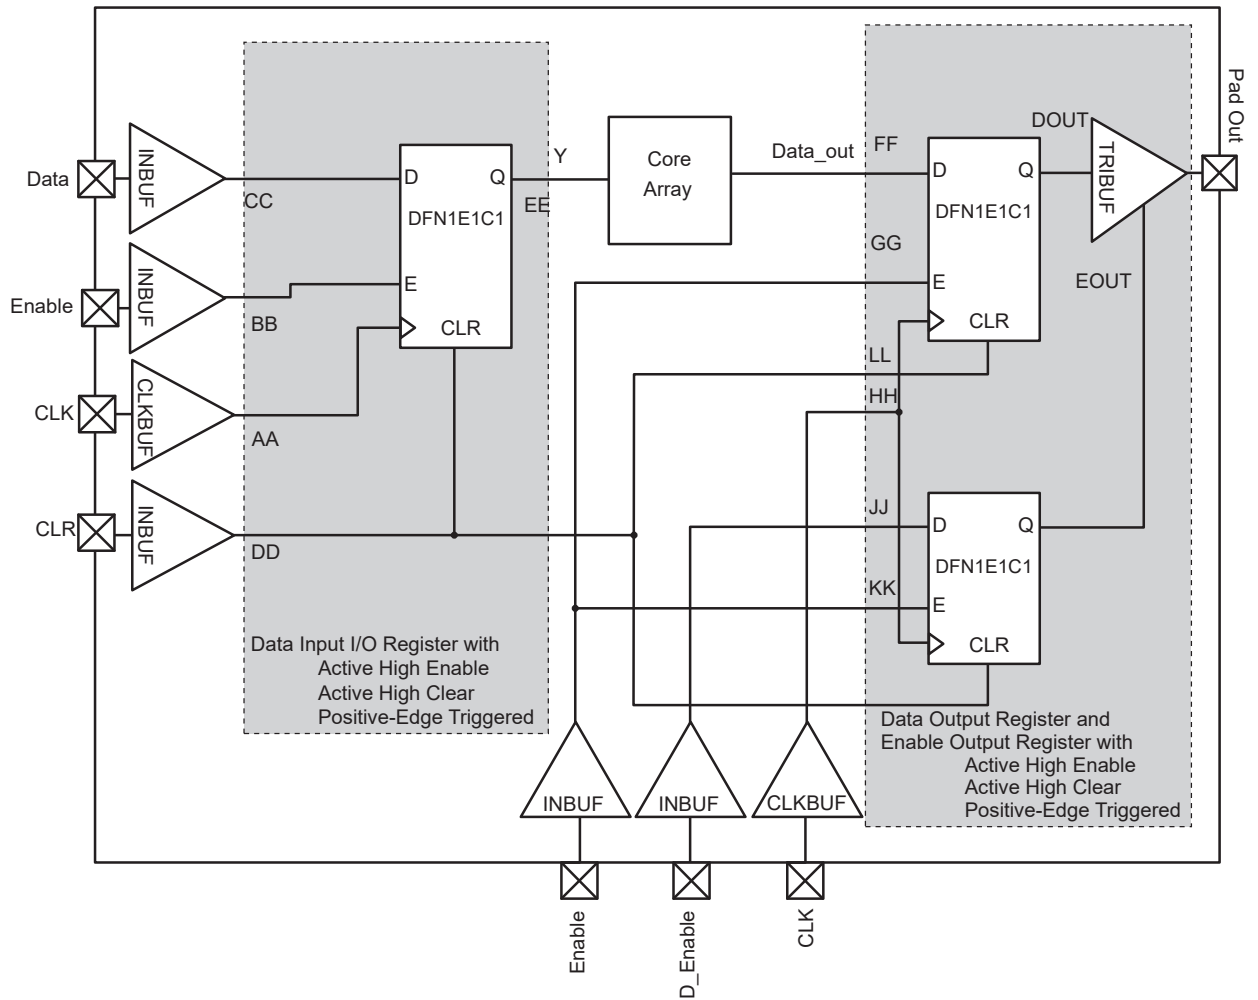 Data
INBUF
CC
Enable
INBUF
BB
CLK
CLKBUF
AA
CLR
INBUF
DD
D
Q
DFN1E1C1
E
CLR
Y
EE
Data Input I/O Register with
Active High Enable
Active High Clear
Positive-Edge Triggered
Core
Array
Data_out
FF
GG
LL
HH
JJ
KK
D
Q
DFN1E1C1
E
CLR
DOUT
TRIBUF
EOUT
Pad Out
D
Q
DFN1E1C1
E
CLR
Data Output Register and
Enable Output Register with
Active High Enable
Active High Clear
Positive-Edge Triggered
INBUF
INBUF
CLKBUF
Enable
D_Enable
CLK